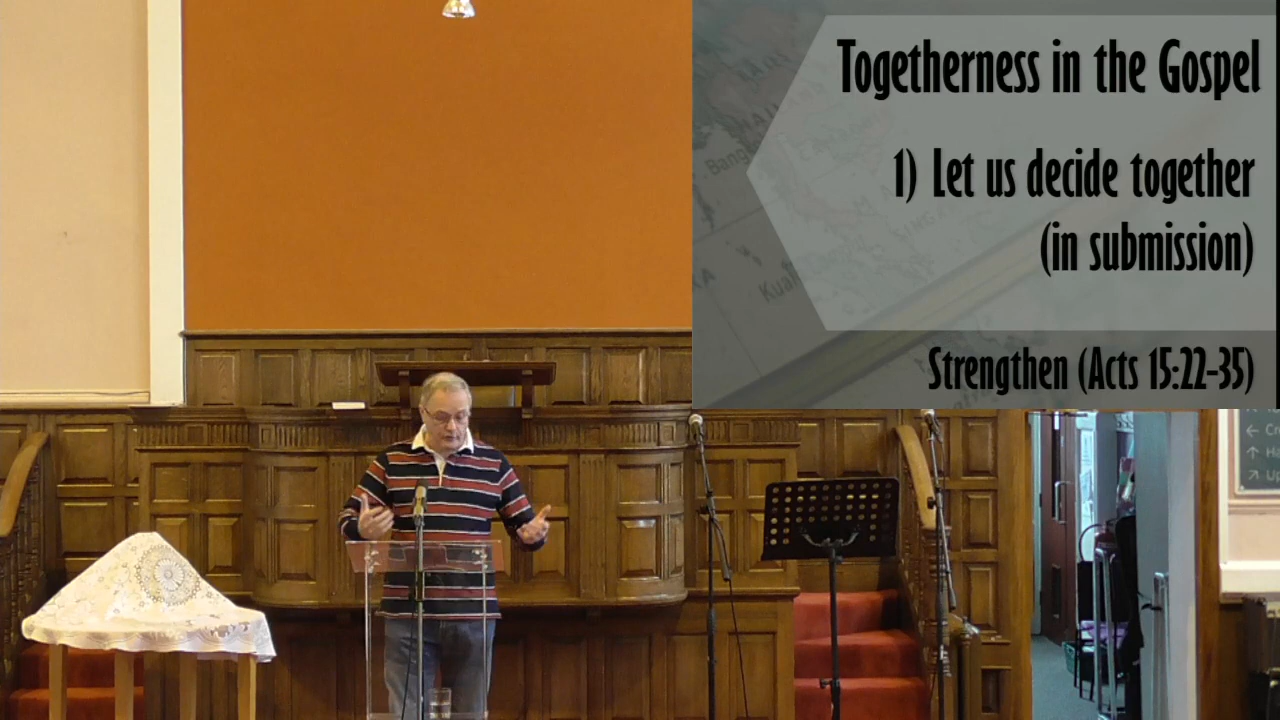 Togetherness in the Gospel
1) Let us decide together
(in submission)
Strengthen (Acts 15:22-35)